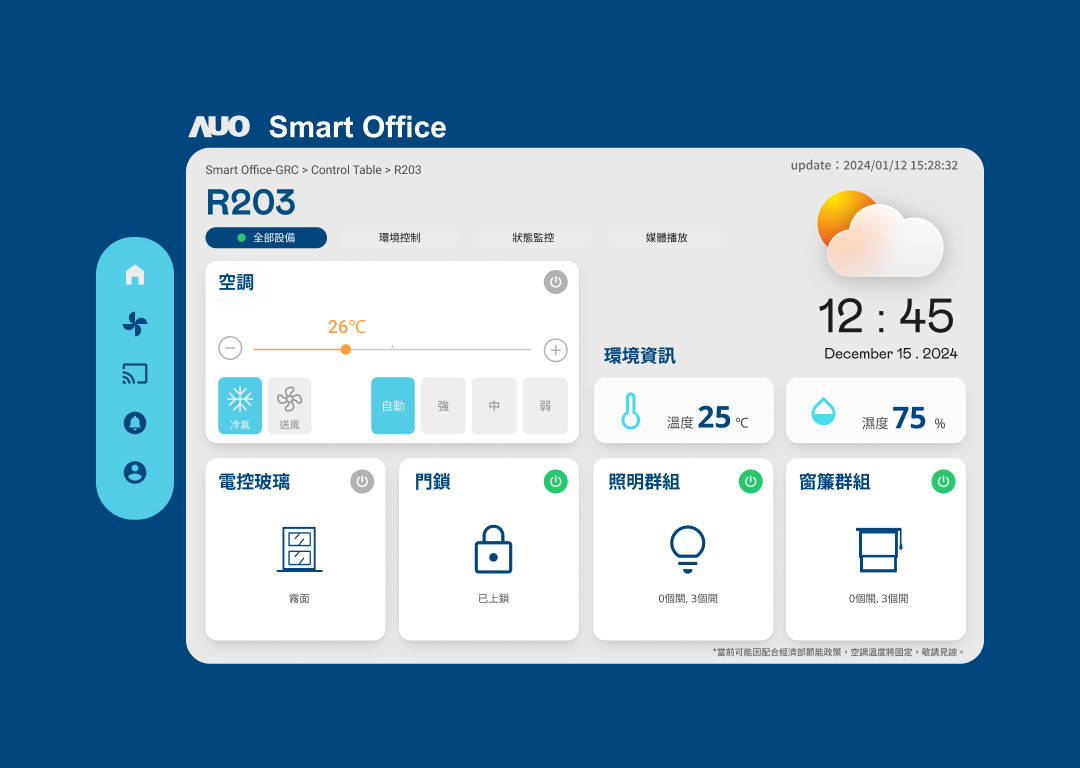 AUO Smart Office
Smart Office-GRC > Control Table > R203
update：2024/01/12 15:28:32
R203
全部設備
環境控制
狀態監控
媒體播放
空調
26℃
冷氣
送風
自動
強
中
弱
12 : 45
December 15 . 2024
環境資訊
溫度 25 ℃
濕度 75 %
電控玻璃
霧面
門鎖
已上鎖
照明群組
0個關, 3個開
窗簾群組
0個關, 3個開
*當前可能因配合經濟部節能政策，空調溫度將固定，敬請見諒。